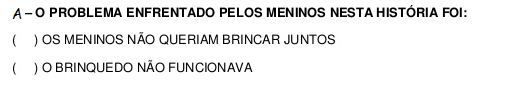 A – O PROBLEMA ENFRENTADO PELOS MENINOS NESTA HISTÓRIA FOI:
(    ) OS MENINOS NÃO QUERIAM BRINCAR JUNTOS
(    ) O BRINQUEDO NÃO FUNCIONAVA